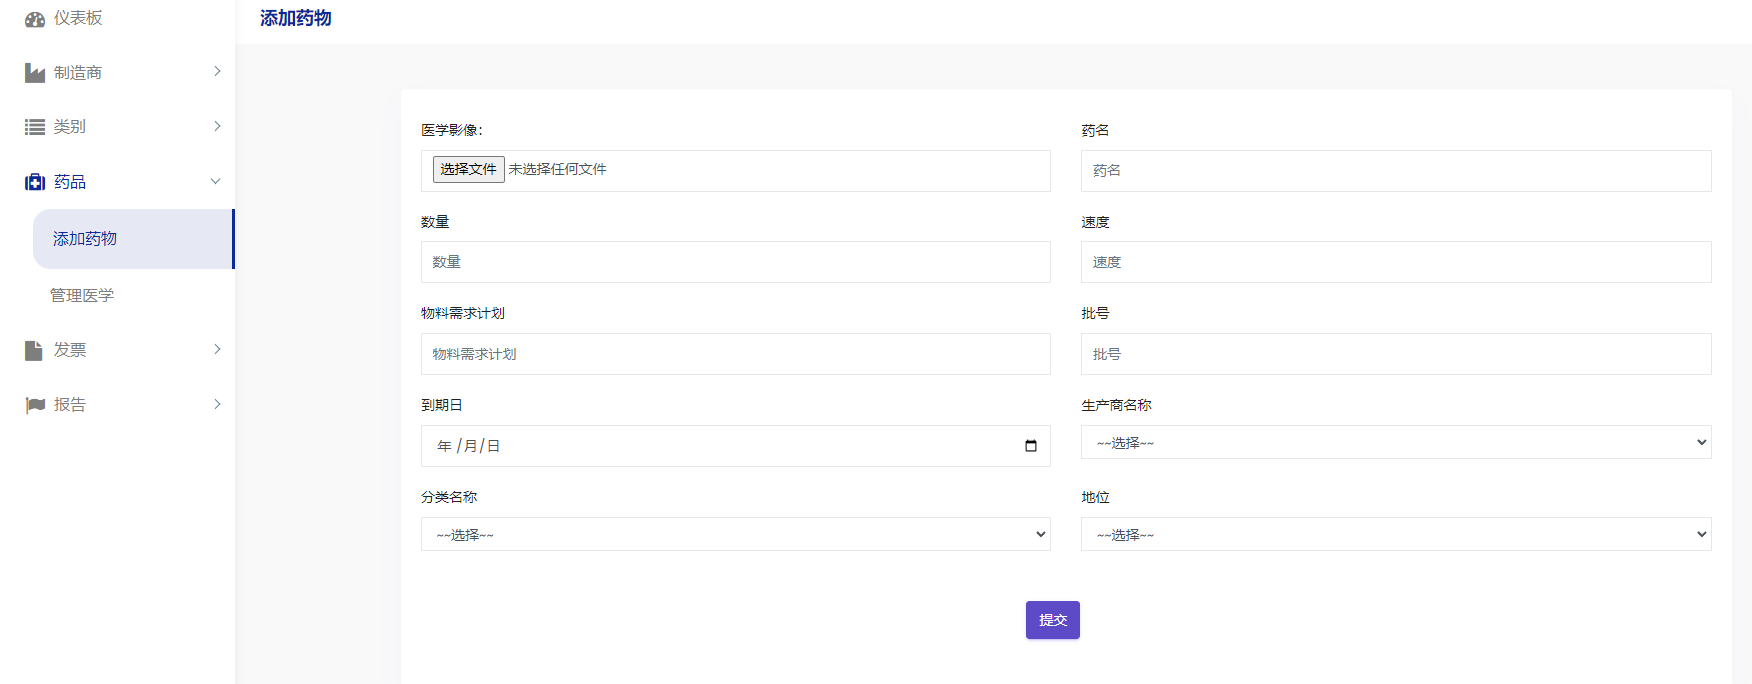 仪表板
制造商
类别
药品
添加药物
管理医学
发票
报告
添加药物
医学影像:
选择文件 未选择任何文件
药名
药名
数量
数量
速度
速度
物料需求计划
物料需求计划
批号
批号
到期日
年 /月/日
生产商名称
~~选择~~
分类名称
~~选择~~
地位
~~选择~~
提交